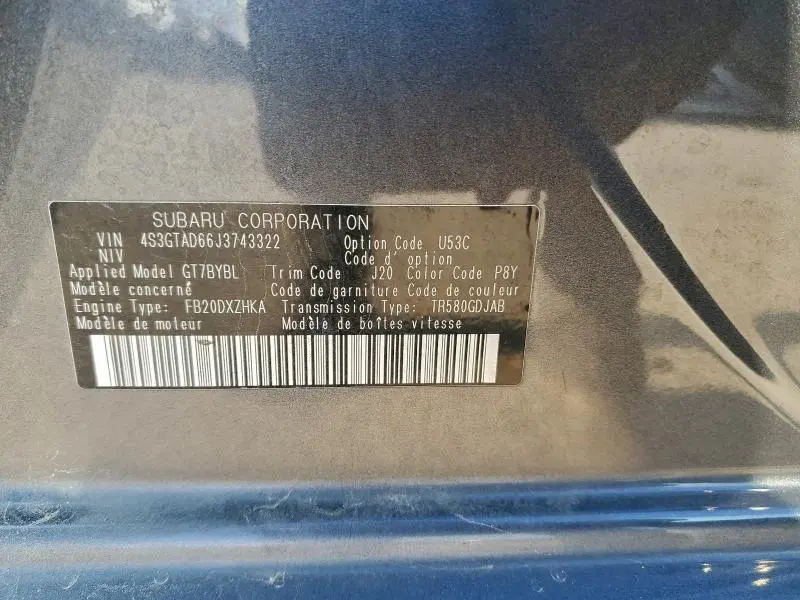 SUBARU CORPORATION
VIN 4S3GTAD66J3743322 Option Code U53C
NIV Code d' option
Applied Model GT7BYBL Trim Code J20 Color Code P8Y
Modèle concerné Code de garniture Code de couleur
Engine Type: FB20DXZHKA Transmission Type: TR580GDJAB
Modèle de moteur Modèle de boîtes vitesse